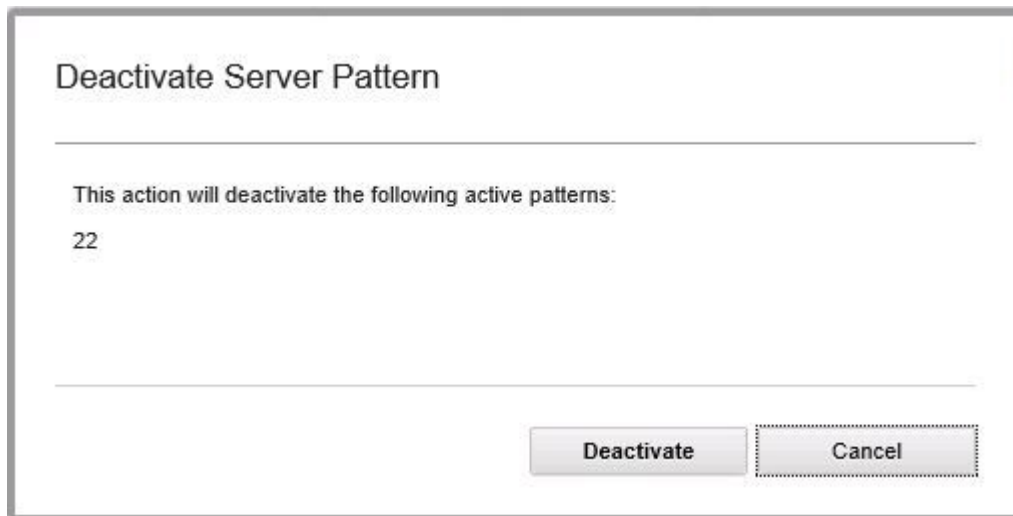 Deactivate Server Pattern
This action will deactivate the following active patterns:
22
Deactivate
Cancel